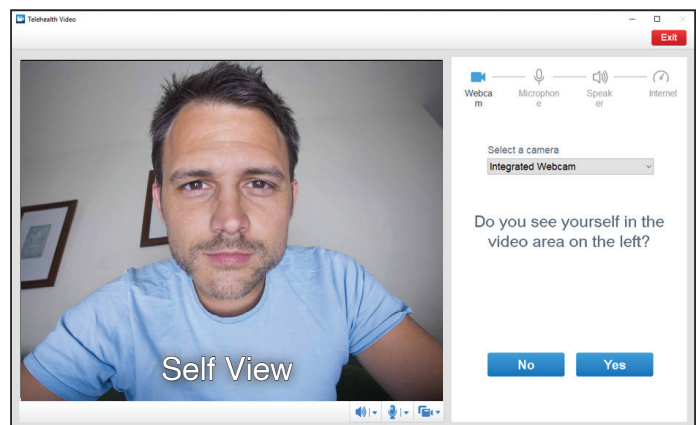 Telehealth Video
Exit
Webca
m
Microphon
e
Speak
er
Internet
Select a camera
Integrated Webcam
Do you see yourself in the
video area on the left?
Self View
No Yes